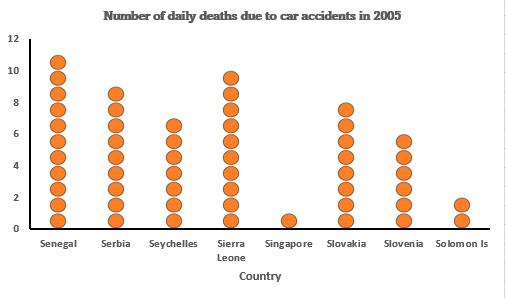 Number of daily deaths due to car accidents in 2005
12
10
8
6
4
2
0
Senegal Serbia Seychelles Sierra Leone Singapore Slovakia Slovenia Solomon Is
Country